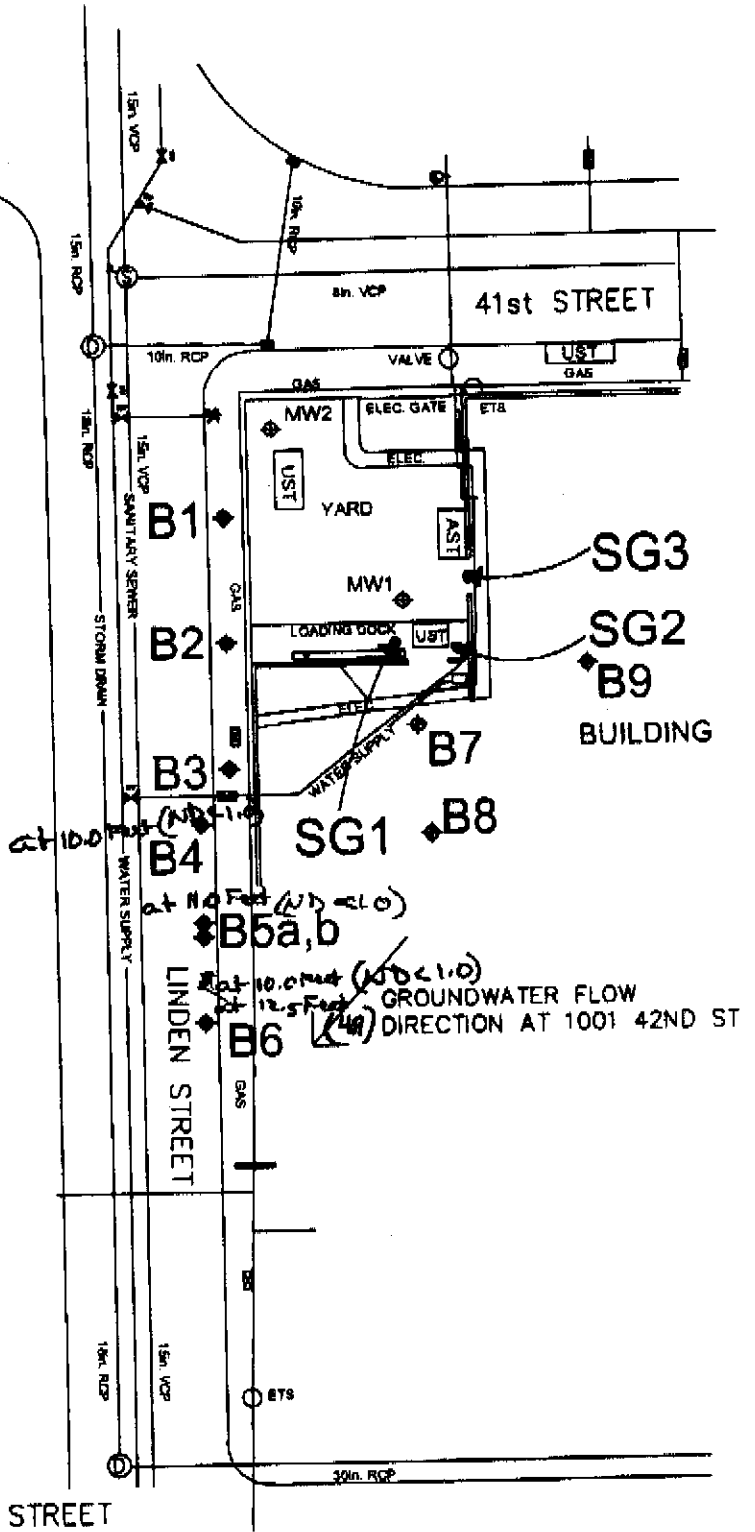 15in. VCP
10in. RCP
15in. RCP
8in. VCP
41st STREET
10in. RCP
VALVE
UST
GAS
GAS
ELEC. GATE
ETS
MW2
ELEC.
15in. VCP
UST
YARD
AST
B1
SG3
SANITARY SEWER
GAS
MW1
STORM DRAIN
B2
LOADING DOCK
UST
SG2
B9
ELEC
B7
BUILDING
B3
WATER SUPPLY
at 10.0 Feet (ND<1.0)
B4
SG1
B8
WATER SUPPLY
at 11.0 Feet (ND <1.0)
B5a,b
at 10.0 Feet (ND<1.0)
at 12.5 Feet
GROUNDWATER FLOW
DIRECTION AT 1001 42ND ST
B6
LINDEN STREET
GAS
ETS
15in. VCP
30in. RCP
STREET